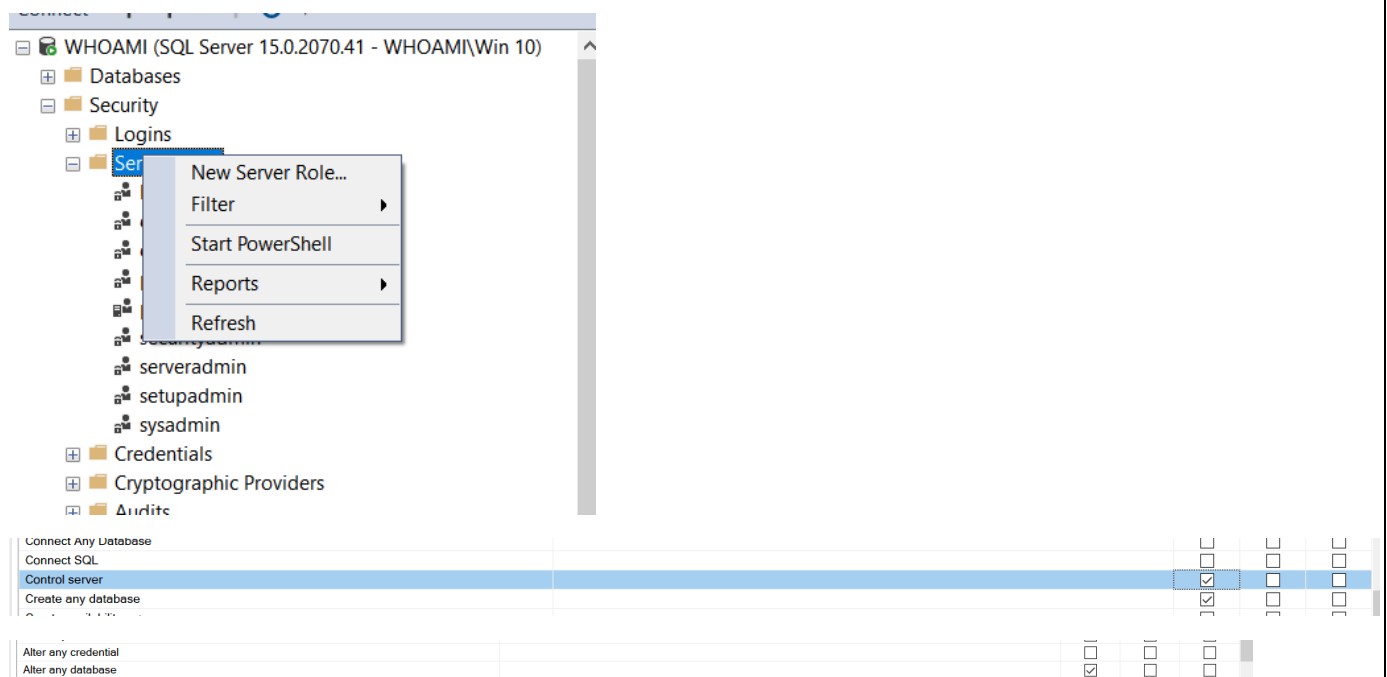 WHOAMI (SQL Server 15.0.2070.41 - WHOAMI\Win 10)
Databases
Security
Logins
Ser
New Server Role...
Filter
Start PowerShell
Reports
Refresh
securityadmin
serveradmin
setupadmin
sysadmin
Credentials
Cryptographic Providers
Audits
Connect Any Database
Connect SQL
Control server
Create any database
Alter any credential
Alter any database